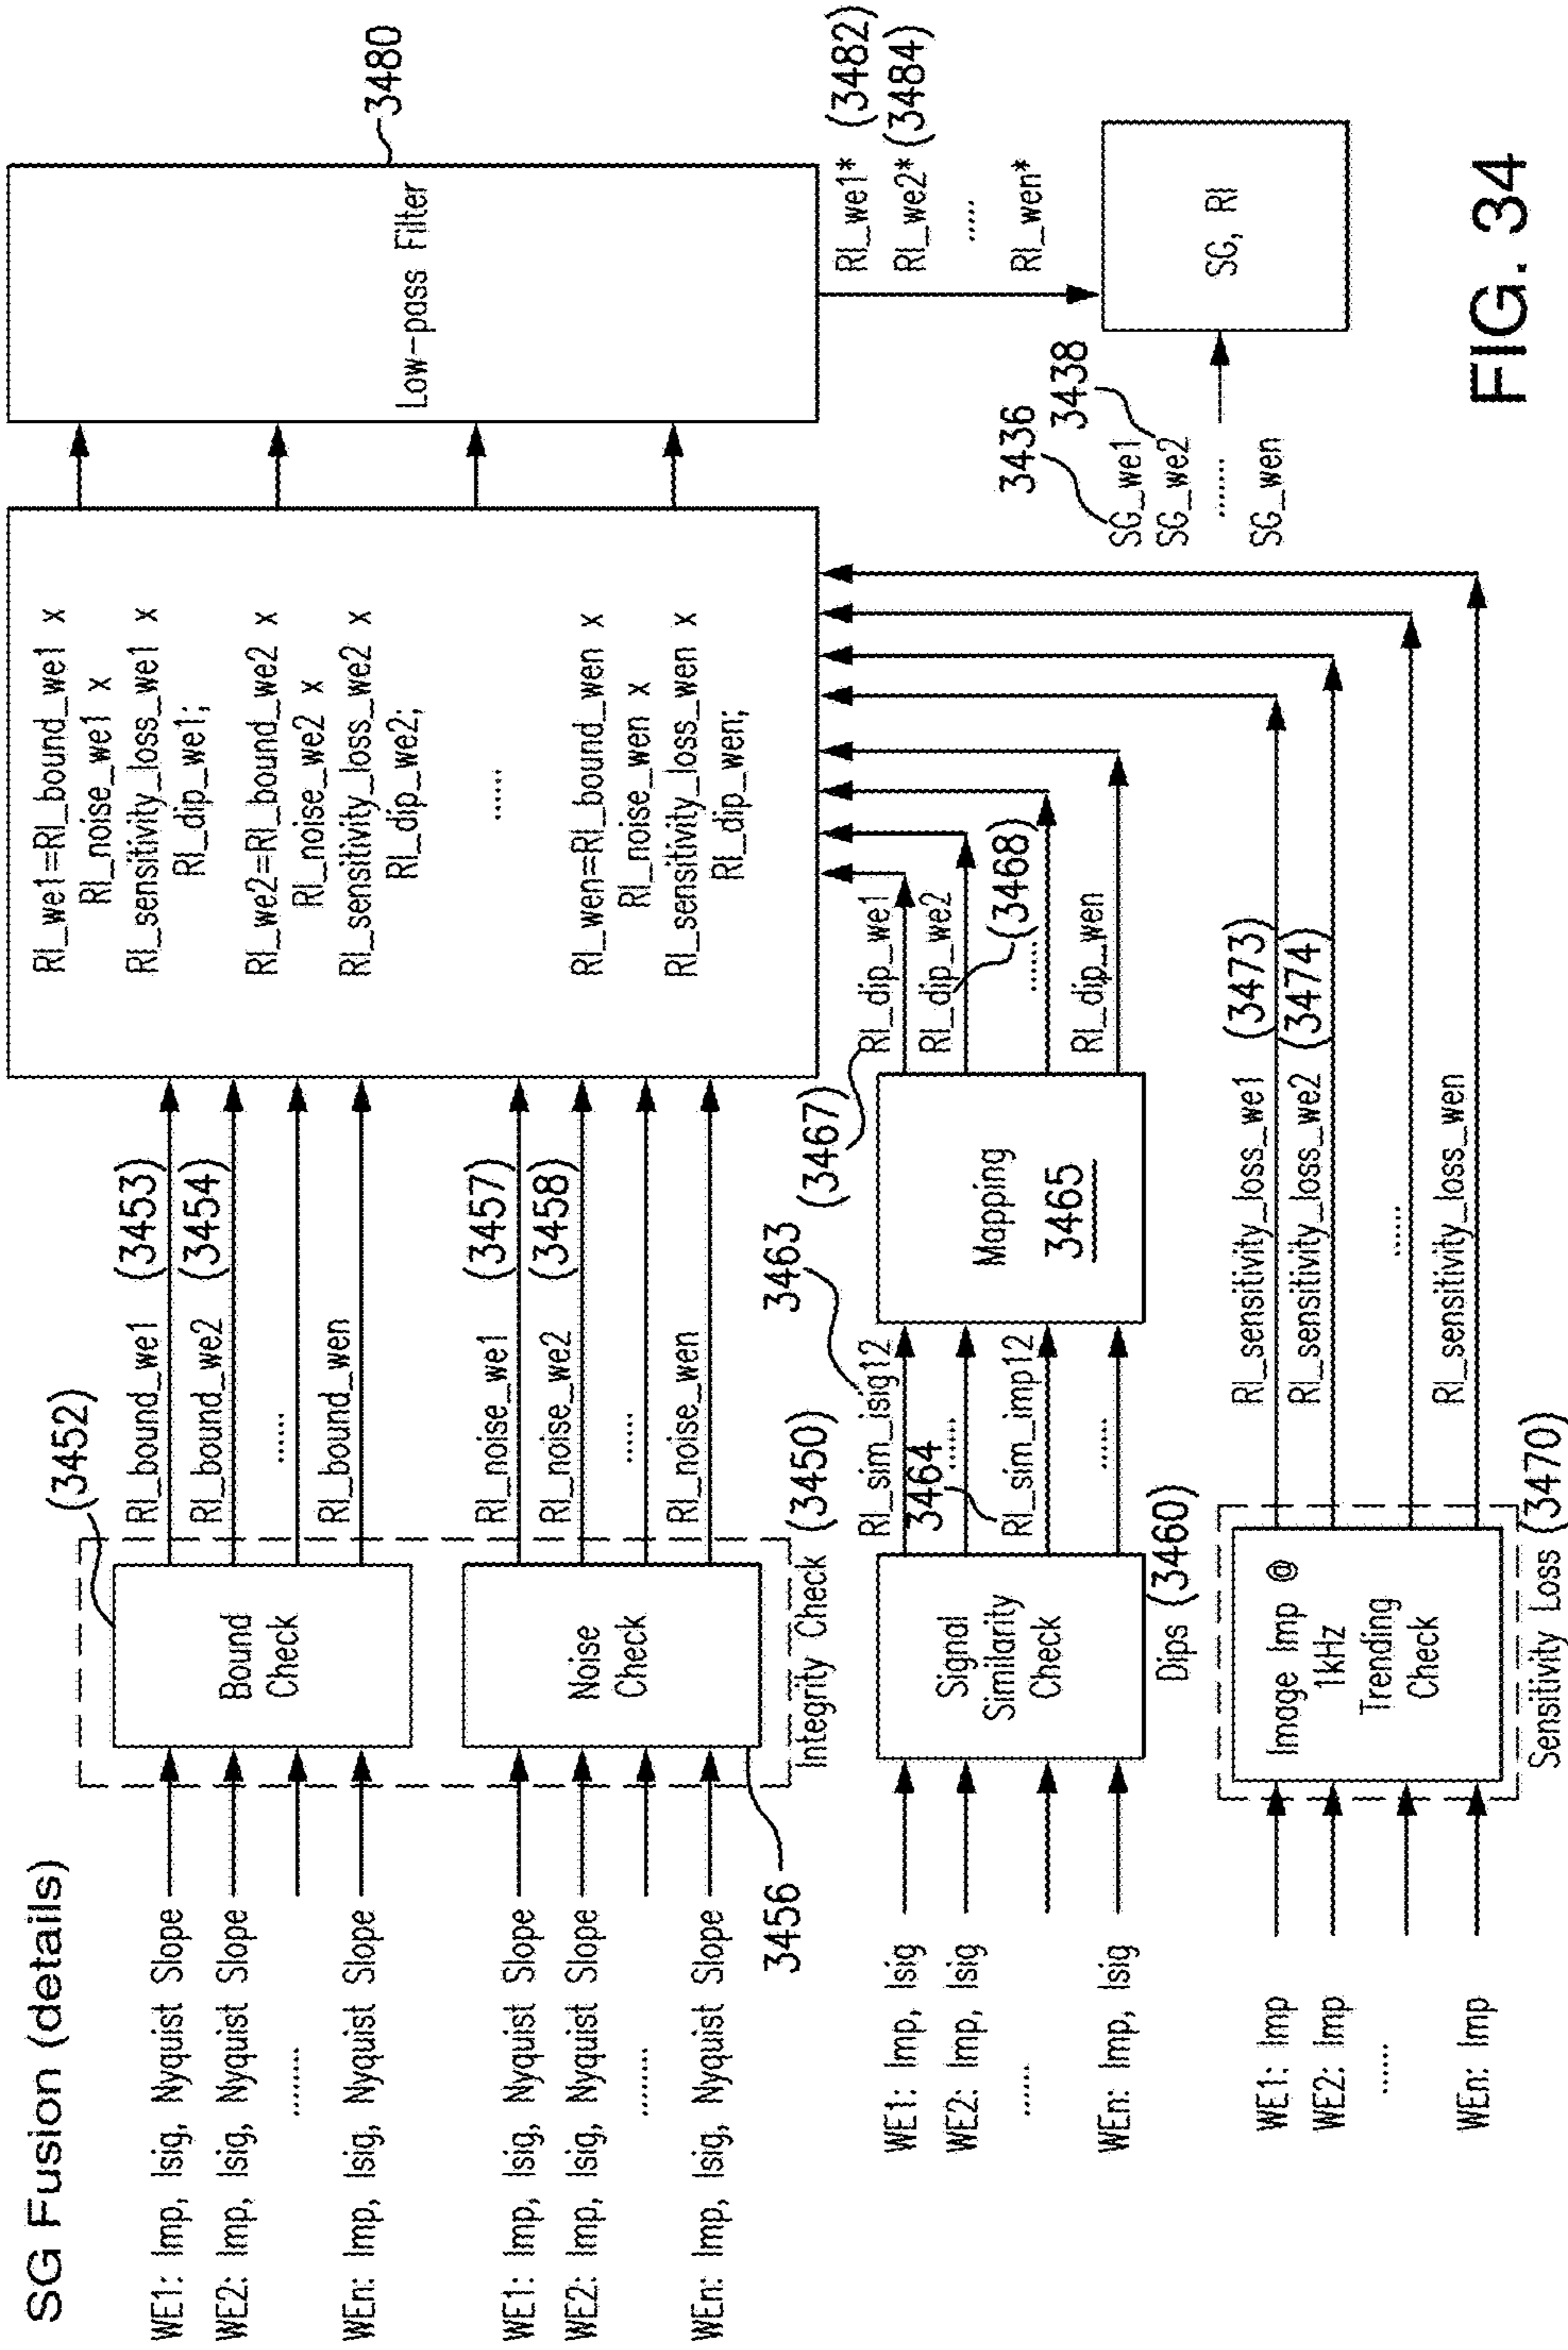 SG Fusion (details)
WE1: Imp, Isig, Nyquist Slope
WE2: Imp, Isig, Nyquist Slope
........
WEn: Imp, Isig, Nyquist Slope
(3452)
Bound
Check
RI_bound_we1 (3453)
RI_bound_we2 (3454)
......
RI_bound_wen
WE1: Imp, Isig, Nyquist Slope
WE2: Imp, Isig, Nyquist Slope
........
WEn: Imp, Isig, Nyquist Slope
3456
Noise
Check
Integrity Check (3450)
RI_noise_we1 (3457)
RI_noise_we2 (3458)
......
RI_noise_wen
WE1: Imp, Isig
WE2: Imp, Isig
......
WEn: Imp, Isig
Signal
Similarity
Check
Dips (3460)
RI_sim_isig12
3463
......
3464
RI_sim_imp12
......
Mapping
3465
(3467)
RI_dip_we1
RI_dip_we2
(3468)
......
RI_dip_wen
WE1: Imp
WE2: Imp
......
WEn: Imp
Image Imp @
1kHz
Trending
Check
Sensitivity Loss (3470)
RI_sensitivity_loss_we1 (3473)
RI_sensitivity_loss_we2 (3474)
......
RI_sensitivity_loss_wen
RI_we1=RI_bound_we1 x
RI_noise_we1 x
RI_sensitivity_loss_we1 x
RI_dip_we1;
RI_we2=RI_bound_we2 x
RI_noise_we2 x
RI_sensitivity_loss_we2 x
RI_dip_we2;
......
RI_wen=RI_bound_wen x
RI_noise_wen x
RI_sensitivity_loss_wen x
RI_dip_wen;
Low-pass Filter
3480
RI_we1* (3482)
RI_we2* (3484)
.....
RI_wen*
3436
3438
SG_we1
SG_we2
.......
SG_wen
SG, RI
FIG. 34